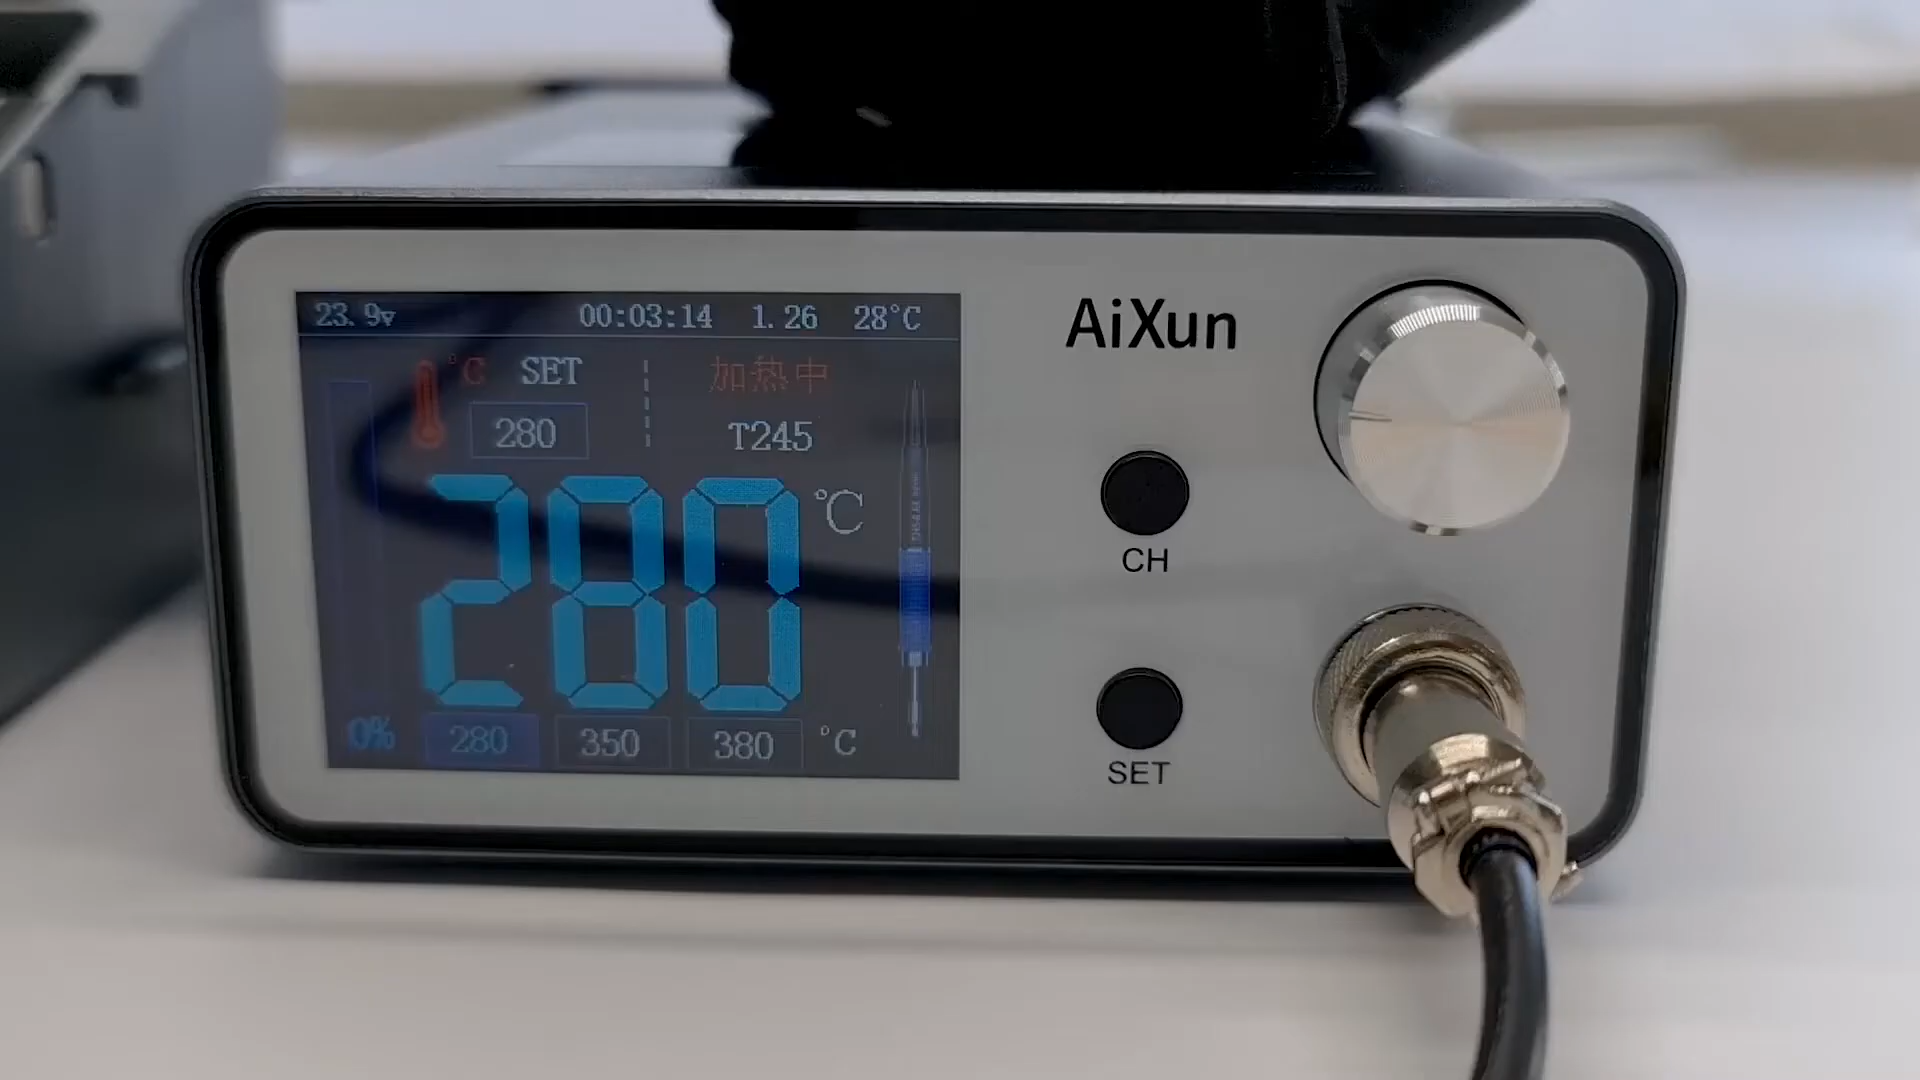 23.9V 00:03:14 1.26 28°C
°C SET 加热中
280 T245
280 °C
0% 280 350 380 °C
AiXun
CH
SET